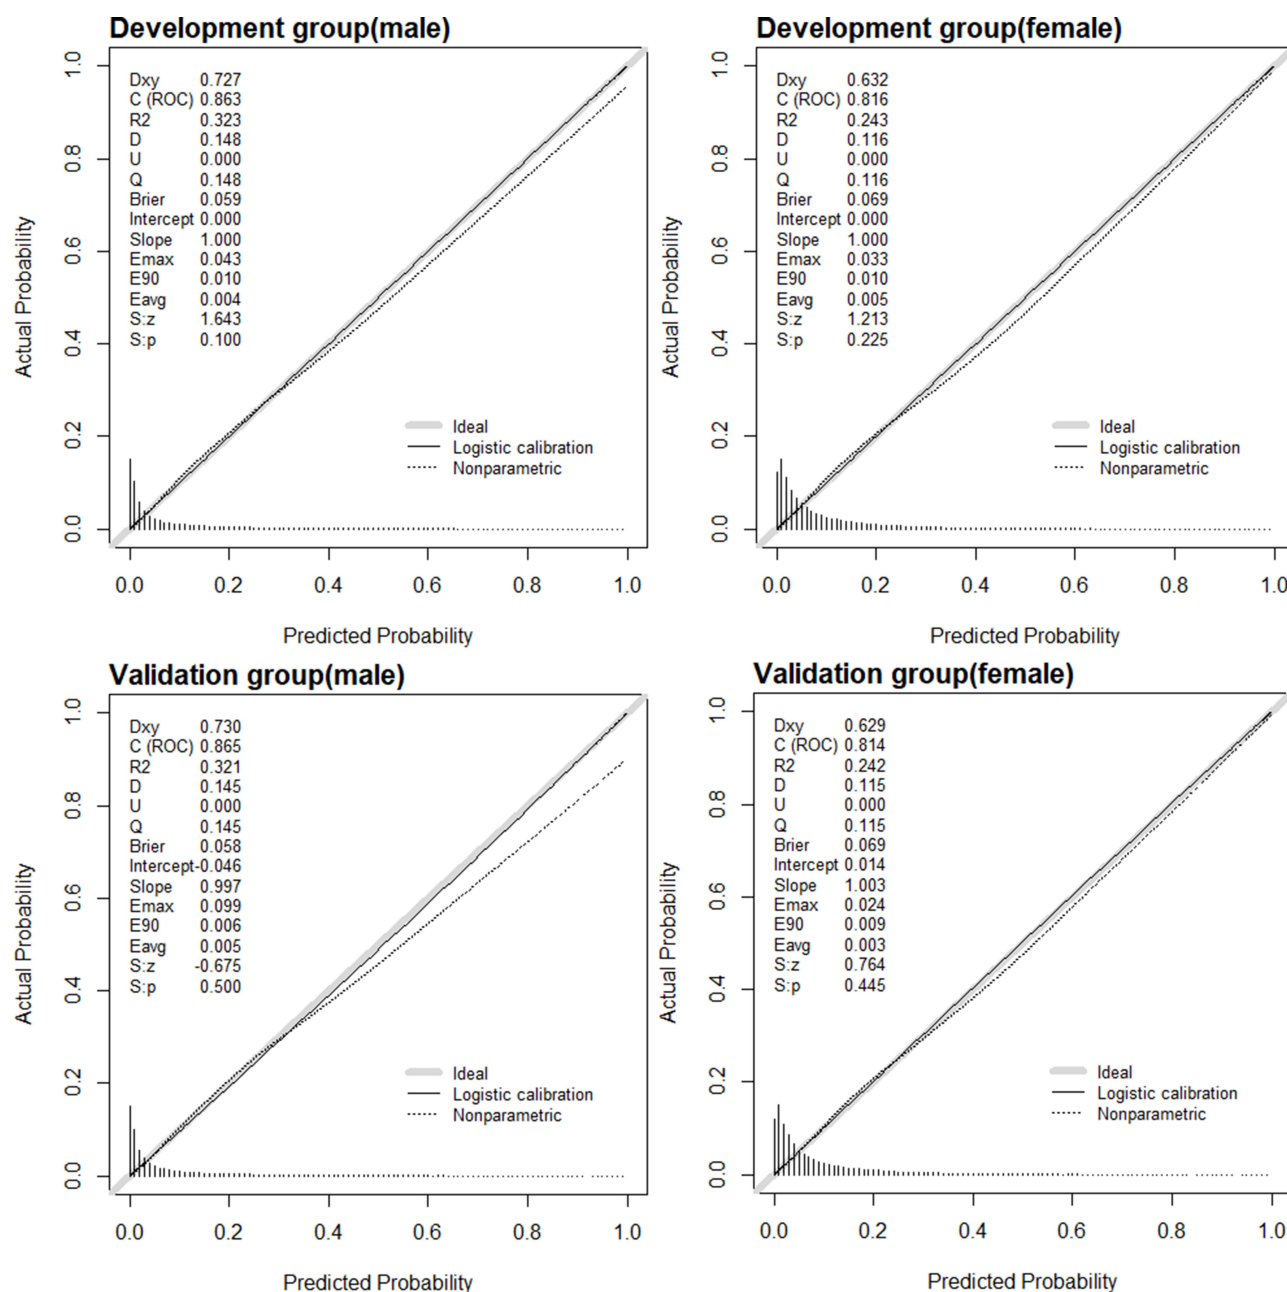 Development group(male)
Dxy 0.727
C (ROC) 0.863
R2 0.323
D 0.148
U 0.000
Q 0.148
Brier 0.059
Intercept 0.000
Slope 1.000
Emax 0.043
E90 0.010
Eavg 0.004
S:z 1.643
S:p 0.100
Ideal
Logistic calibration
Nonparametric
Actual Probability
0.0 0.2 0.4 0.6 0.8 1.0
0.0 0.2 0.4 0.6 0.8 1.0
Predicted Probability
Development group(female)
Dxy 0.632
C (ROC) 0.816
R2 0.243
D 0.116
U 0.000
Q 0.116
Brier 0.069
Intercept 0.000
Slope 1.000
Emax 0.033
E90 0.010
Eavg 0.005
S:z 1.213
S:p 0.225
Ideal
Logistic calibration
Nonparametric
Actual Probability
0.0 0.2 0.4 0.6 0.8 1.0
0.0 0.2 0.4 0.6 0.8 1.0
Predicted Probability
Validation group(male)
Dxy 0.730
C (ROC) 0.865
R2 0.321
D 0.145
U 0.000
Q 0.145
Brier 0.058
Intercept -0.046
Slope 0.997
Emax 0.099
E90 0.006
Eavg 0.005
S:z -0.675
S:p 0.500
Ideal
Logistic calibration
Nonparametric
Actual Probability
0.0 0.2 0.4 0.6 0.8 1.0
0.0 0.2 0.4 0.6 0.8 1.0
Predicted Probability
Validation group(female)
Dxy 0.629
C (ROC) 0.814
R2 0.242
D 0.115
U 0.000
Q 0.115
Brier 0.069
Intercept 0.014
Slope 1.003
Emax 0.024
E90 0.009
Eavg 0.003
S:z 0.764
S:p 0.445
Ideal
Logistic calibration
Nonparametric
Actual Probability
0.0 0.2 0.4 0.6 0.8 1.0
0.0 0.2 0.4 0.6 0.8 1.0
Predicted Probability